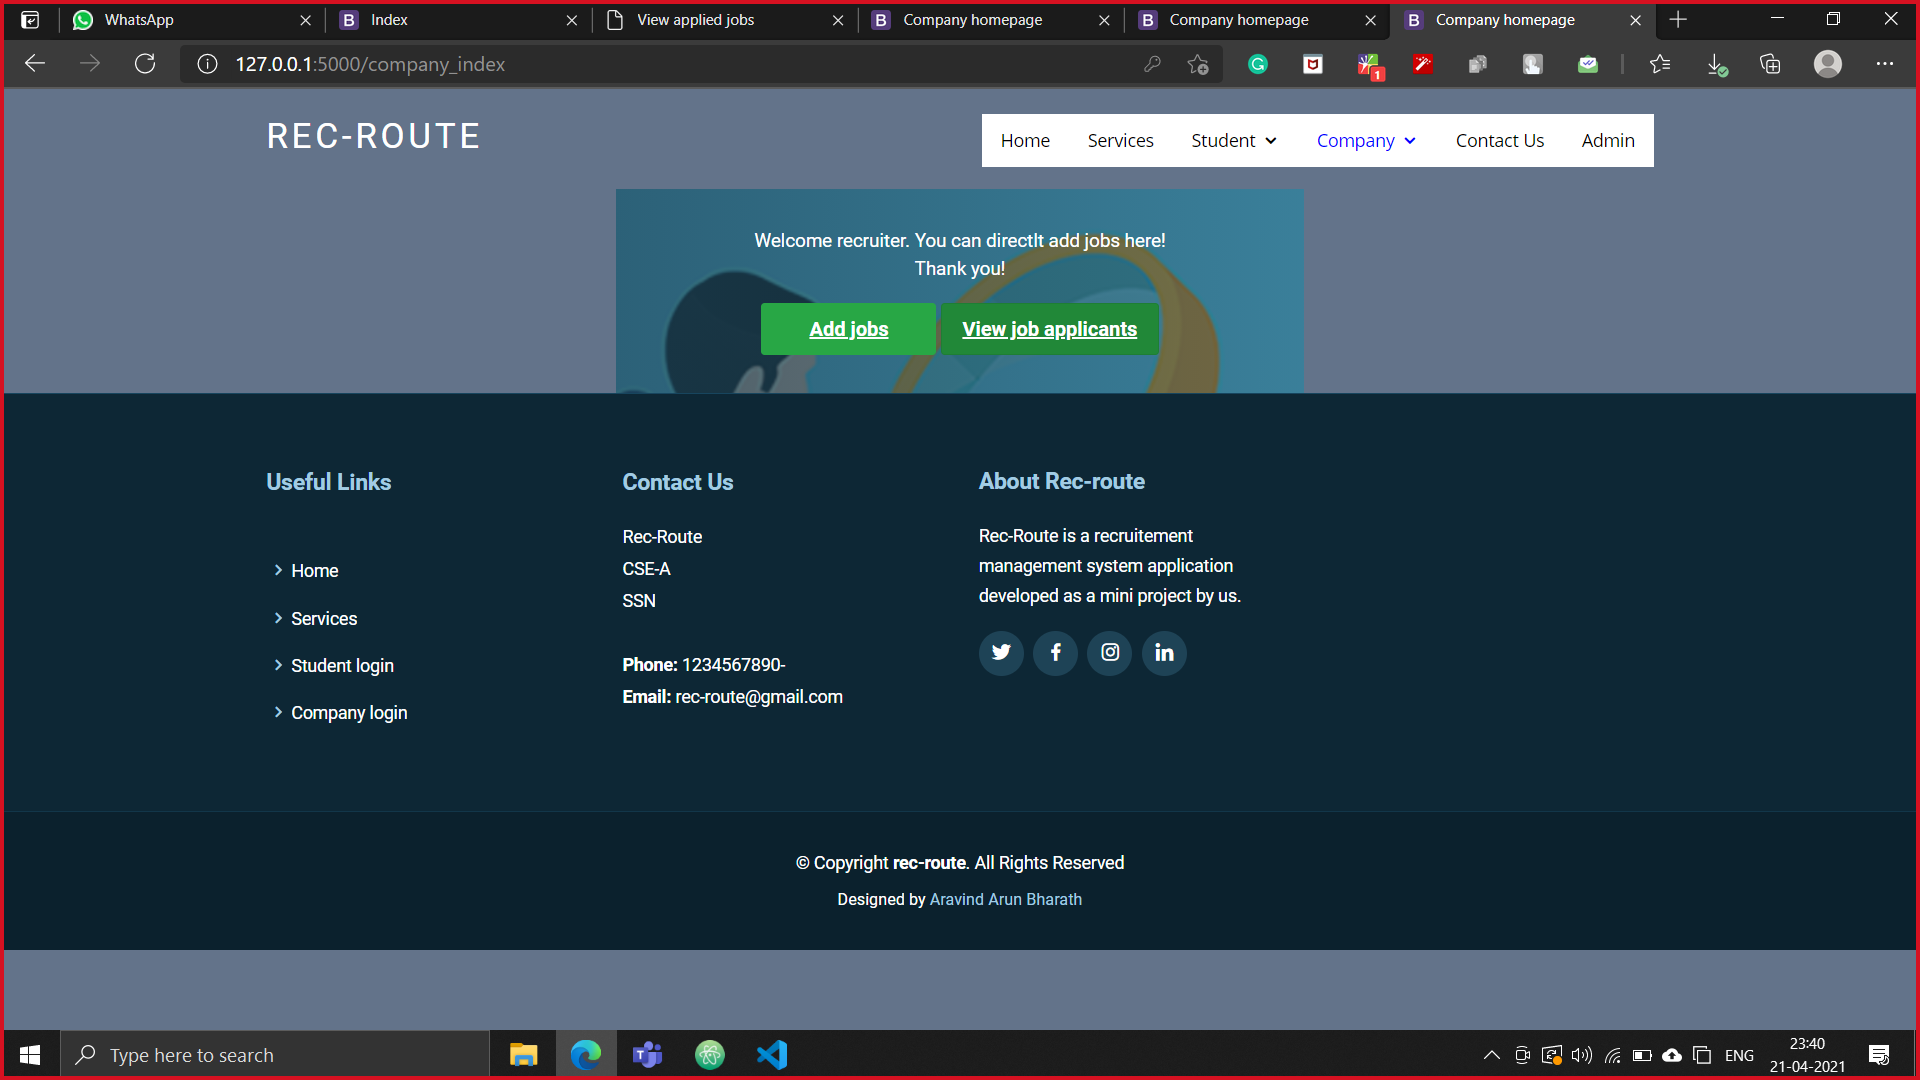 WhatsApp
Index
View applied jobs
Company homepage
Company homepage
Company homepage
127.0.0.1:5000/company_index
1
REC-ROUTE
Home Services Student Company Contact Us Admin
Welcome recruiter. You can directlt add jobs here!
Thank you!
Add jobs
View job applicants
Useful Links
Home
Services
Student login
Company login
Contact Us
Rec-Route
CSE-A
SSN
Phone: 1234567890-
Email: rec-route@gmail.com
About Rec-route
Rec-Route is a recruitement
management system application
developed as a mini project by us.
© Copyright rec-route. All Rights Reserved
Designed by Aravind Arun Bharath
Type here to search
ENG
23:40
21-04-2021